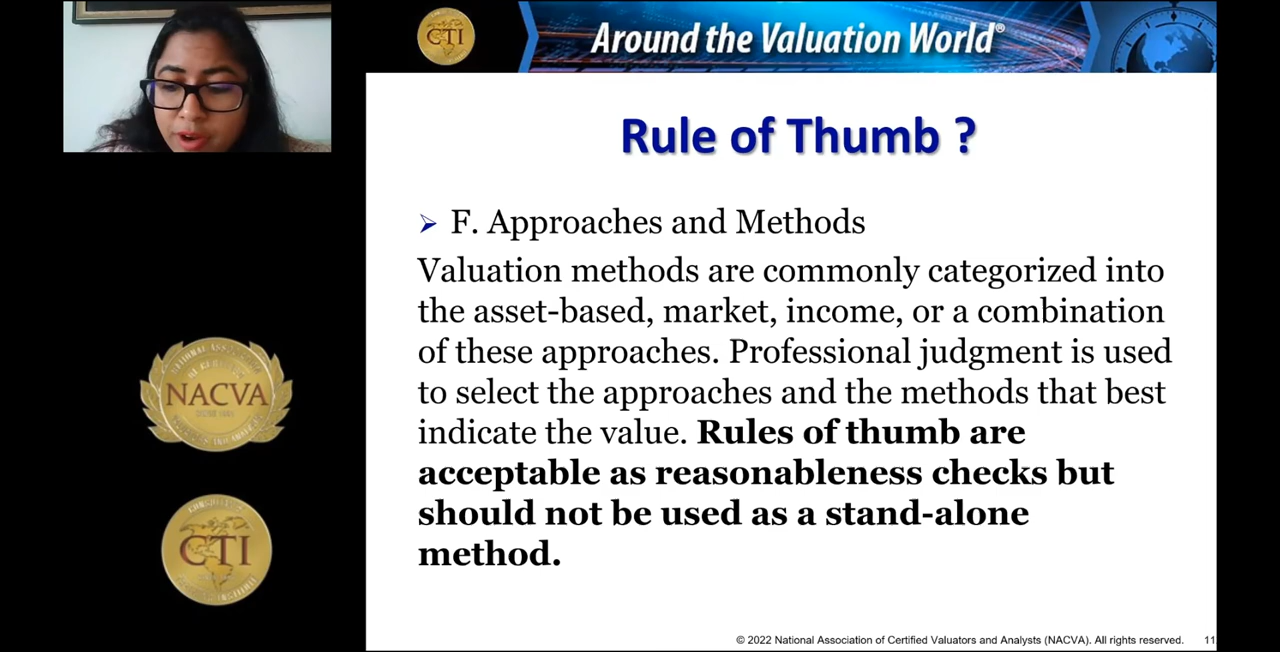 CTI
Around the Valuation World®
Rule of Thumb ?
F. Approaches and Methods
Valuation methods are commonly categorized into
the asset-based, market, income, or a combination
of these approaches. Professional judgment is used
to select the approaches and the methods that best
indicate the value. Rules of thumb are
acceptable as reasonableness checks but
should not be used as a stand-alone
method.
NACVA
CTI
© 2022 National Association of Certified Valuators and Analysts (NACVA). All rights reserved. 11